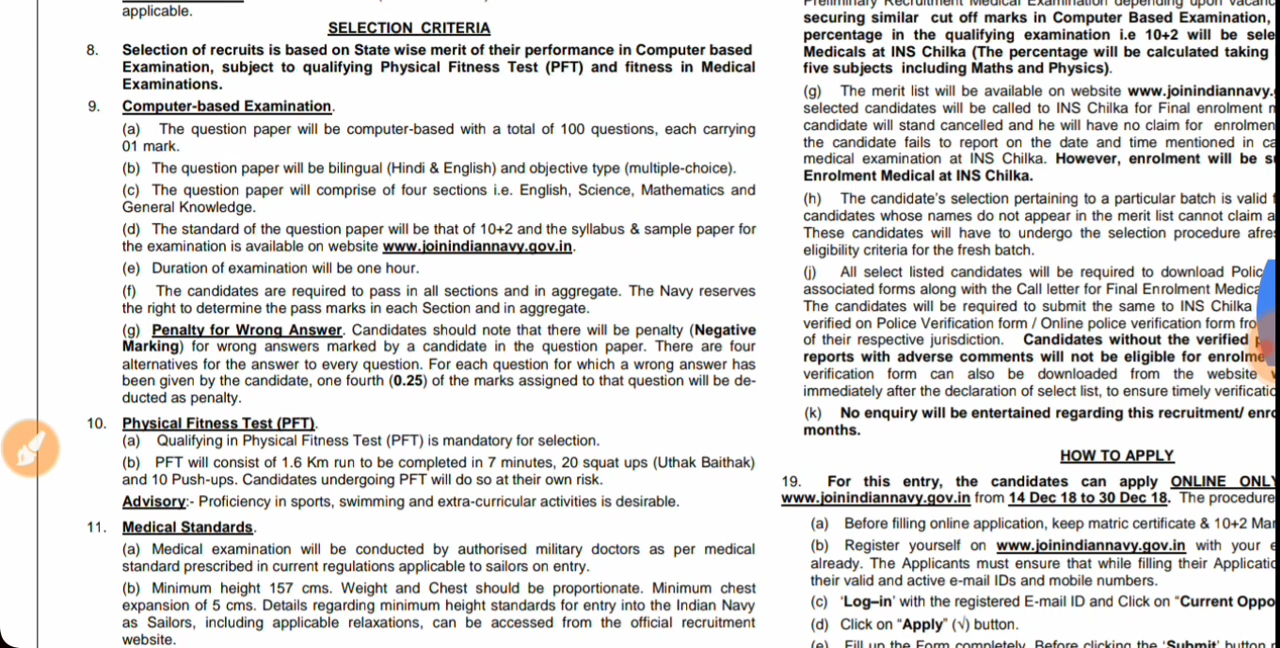 applicable.
SELECTION CRITERIA
8. Selection of recruits is based on State wise merit of their performance in Computer based
Examination, subject to qualifying Physical Fitness Test (PFT) and fitness in Medical
Examinations.
9. Computer-based Examination.
(a) The question paper will be computer-based with a total of 100 questions, each carrying
01 mark.
(b) The question paper will be bilingual (Hindi & English) and objective type (multiple-choice).
(c) The question paper will comprise of four sections i.e. English, Science, Mathematics and
General Knowledge.
(d) The standard of the question paper will be that of 10+2 and the syllabus & sample paper for
the examination is available on website www.joinindiannavy.gov.in.
(e) Duration of examination will be one hour.
(f) The candidates are required to pass in all sections and in aggregate. The Navy reserves
the right to determine the pass marks in each Section and in aggregate.
(g) Penalty for Wrong Answer. Candidates should note that there will be penalty (Negative
Marking) for wrong answers marked by a candidate in the question paper. There are four
alternatives for the answer to every question. For each question for which a wrong answer has
been given by the candidate, one fourth (0.25) of the marks assigned to that question will be de-
ducted as penalty.
10. Physical Fitness Test (PFT).
(a) Qualifying in Physical Fitness Test (PFT) is mandatory for selection.
(b) PFT will consist of 1.6 Km run to be completed in 7 minutes, 20 squat ups (Uthak Baithak)
and 10 Push-ups. Candidates undergoing PFT will do so at their own risk.
Advisory:- Proficiency in sports, swimming and extra-curricular activities is desirable.
11. Medical Standards.
(a) Medical examination will be conducted by authorised military doctors as per medical
standard prescribed in current regulations applicable to sailors on entry.
(b) Minimum height 157 cms. Weight and Chest should be proportionate. Minimum chest
expansion of 5 cms. Details regarding minimum height standards for entry into the Indian Navy
as Sailors, including applicable relaxations, can be accessed from the official recruitment
website.
Preliminary Recruitment Medical Examination depending upon
securing similar cut off marks in Computer Based Examination,
percentage in the qualifying examination i.e 10+2 will be sele
Medicals at INS Chilka (The percentage will be calculated taking
five subjects including Maths and Physics).
(g) The merit list will be available on website www.joinindiannavy.
selected candidates will be called to INS Chilka for Final enrolment
candidate will stand cancelled and he will have no claim for enrolmen
the candidate fails to report on the date and time mentioned in ca
medical examination at INS Chilka. However, enrolment will be
Enrolment Medical at INS Chilka.
(h) The candidate's selection pertaining to a particular batch is valid
candidates whose names do not appear in the merit list cannot claim a
These candidates will have to undergo the selection procedure afre
eligibility criteria for the fresh batch.
(j) All select listed candidates will be required to download Polic
associated forms along with the Call letter for Final Enrolment Medica
The candidates will be required to submit the same to INS Chilka
verified on Police Verification form / Online police verification form fro
of their respective jurisdiction. Candidates without the verified
reports with adverse comments will not be eligible for enrolme
verification form can also be downloaded from the website
immediately after the declaration of select list, to ensure timely verificatio
(k) No enquiry will be entertained regarding this recruitment/ enro
months.
HOW TO APPLY
19. For this entry, the candidates can apply ONLINE ONLY
www.joinindiannavy.gov.in from 14 Dec 18 to 30 Dec 18. The procedure
(a) Before filling online application, keep matric certificate & 10+2 Mar
(b) Register yourself on www.joinindiannavy.gov.in with your e
already. The Applicants must ensure that while filling their Applicatio
their valid and active e-mail IDs and mobile numbers.
(c) 'Log–in' with the registered E-mail ID and Click on "Current Oppo
(d) Click on "Apply" (√) button.
(e) Fill up the Form completely. Before clicking the 'Submit' button